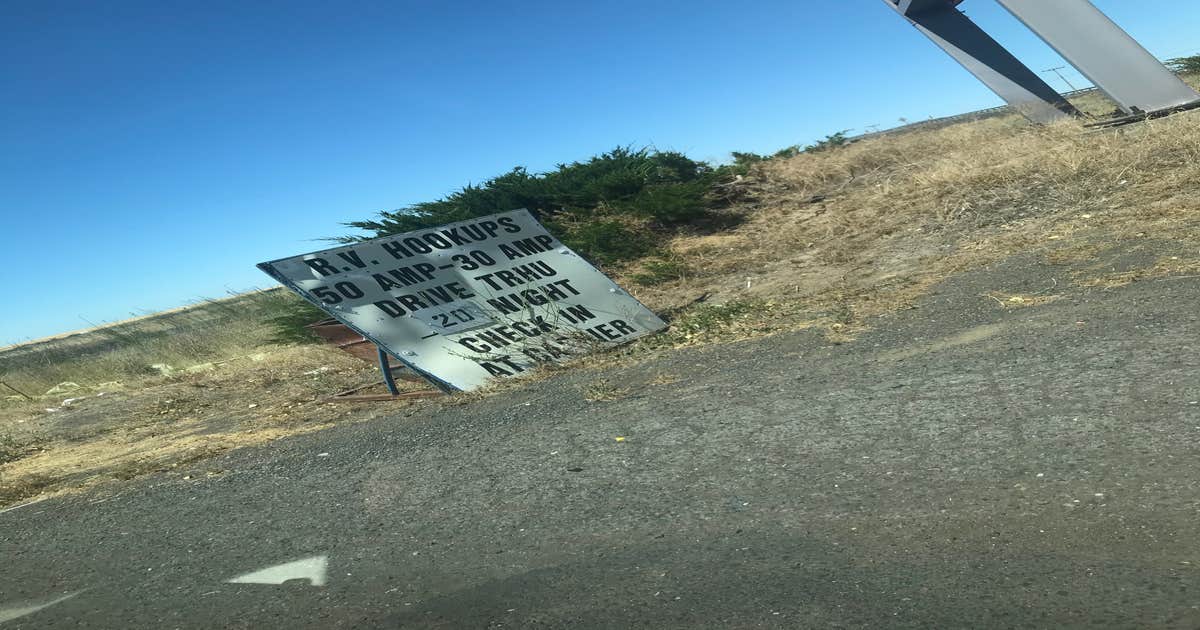 R.V. HOOKUPS
50 AMP-30 AMP
DRIVE TRHU
20 NIGHT
CHECK IN
AT